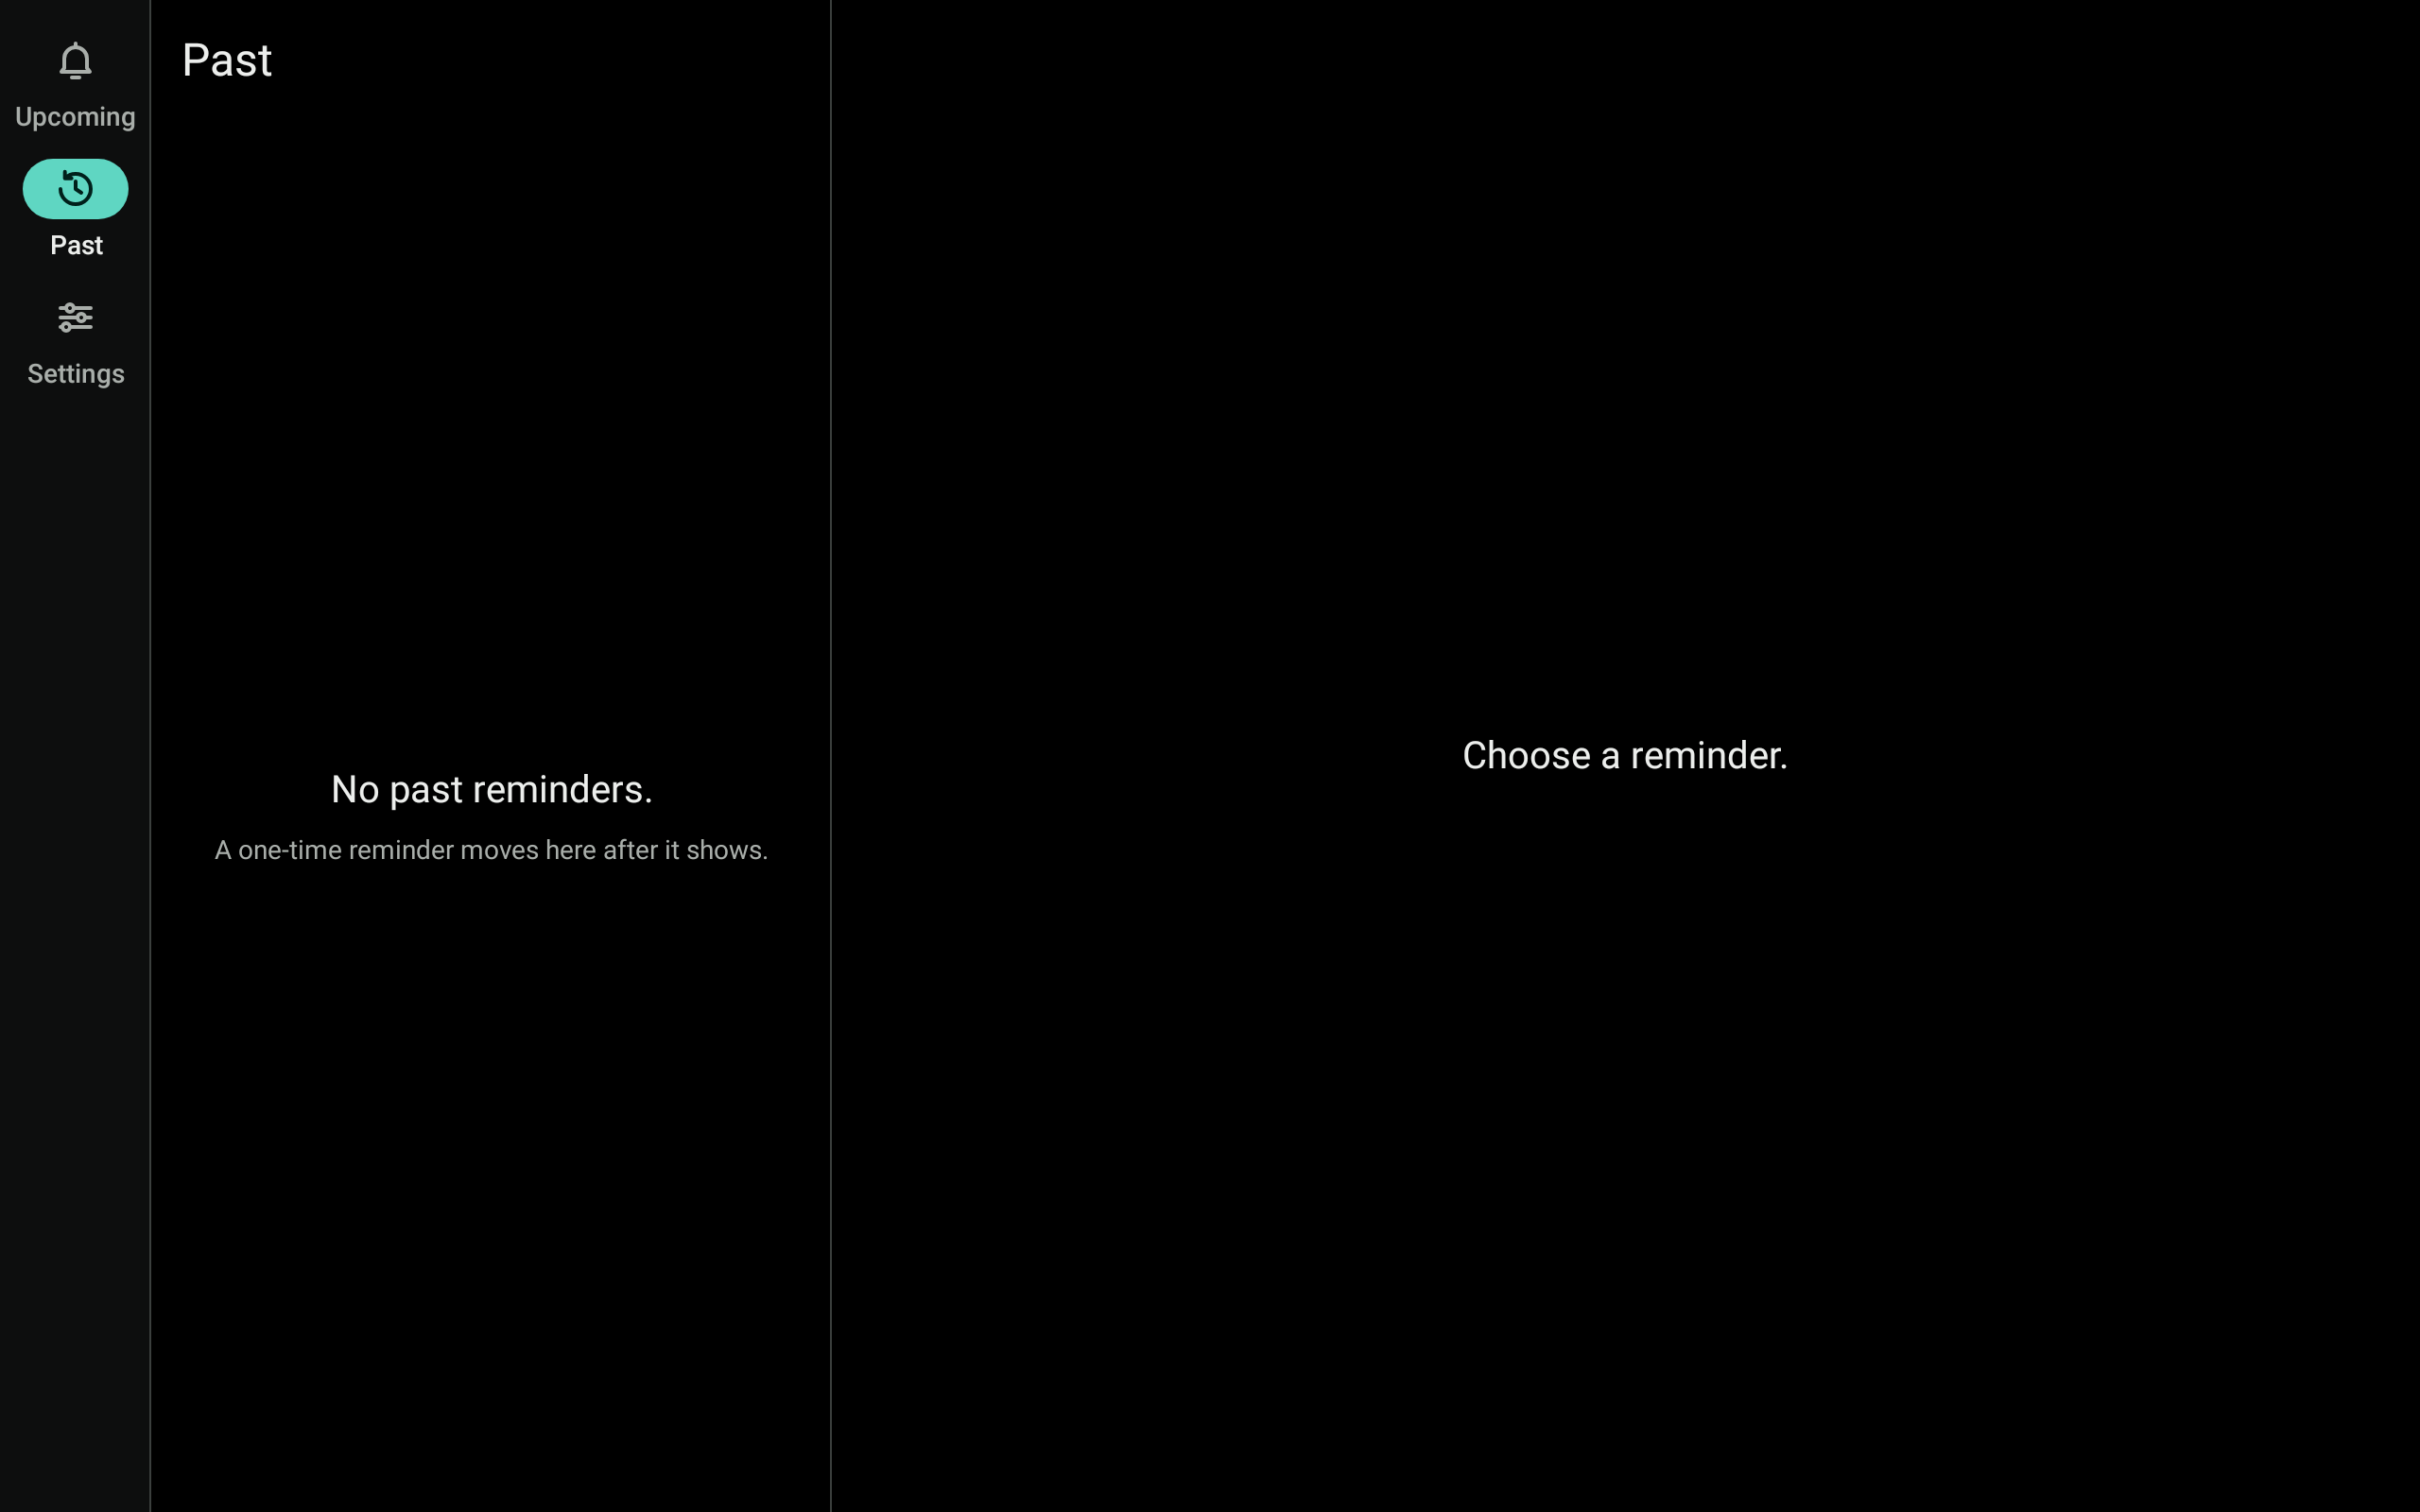 Upcoming
Past
Settings
Past
No past reminders.
A one-time reminder moves here after it shows.
Choose a reminder.